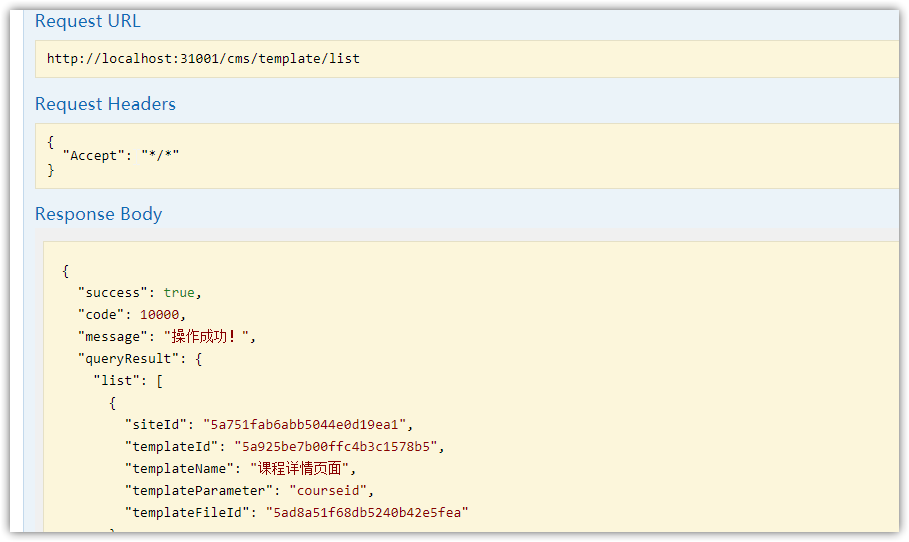 Request URL
http://localhost:31001/cms/template/list
Request Headers
{
"Accept": "*/*"
}
Response Body
{
"success": true,
"code": 10000,
"message": "操作成功！",
"queryResult": {
"list": [
{
"siteId": "5a751fab6abb5044e0d19ea1",
"templateId": "5a925be7b00ffc4b3c1578b5",
"templateName": "课程详情页面",
"templateParameter": "courseid",
"templateFileId": "5ad8a51f68db5240b42e5fea"